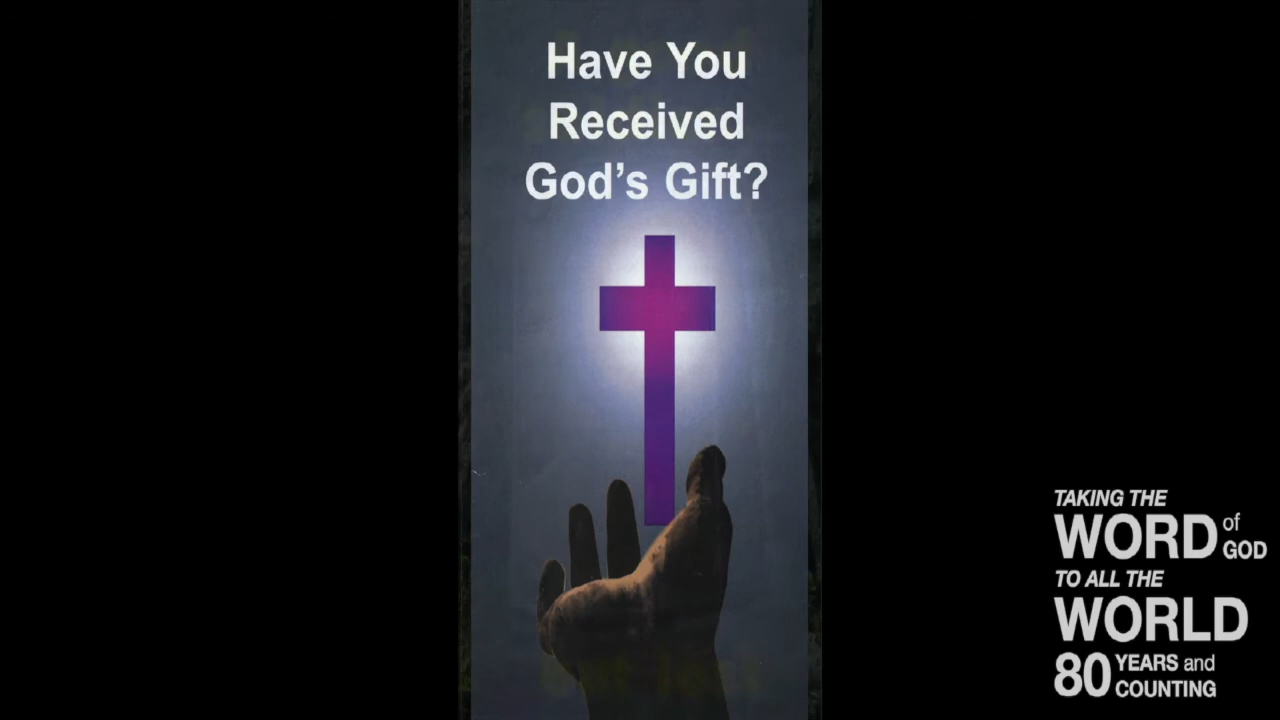 Have You
Received
God's Gift?
TAKING THE
WORD of GOD
TO ALL THE
WORLD
80 YEARS and
COUNTING